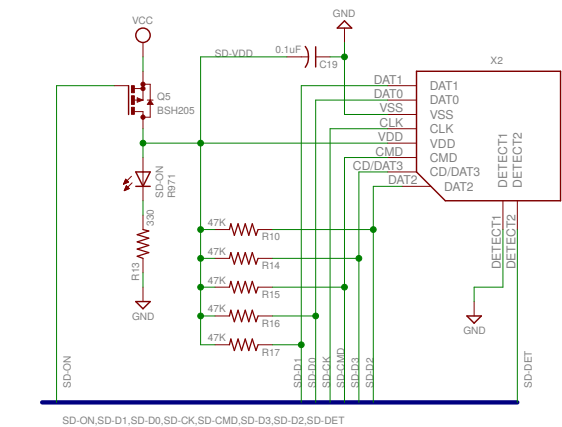 VCC
GND
SD-VDD
0.1uF
C19
X2
Q5
BSH205
DAT1
DAT0
VSS
CLK
VDD
CMD
CD/DAT3
DAT2
DAT1
DAT0
VSS
CLK
VDD
CMD
CD/DAT3
DAT2
DETECT1
DETECT2
SD-ON
R971
330
R13
GND
47K
R10
47K
R14
47K
R15
47K
R16
47K
R17
DETECT1
DETECT2
GND
SD-ON
SD-D1
SD-D0
SD-CK
SD-CMD
SD-D3
SD-D2
SD-DET
SD-ON,SD-D1,SD-D0,SD-CK,SD-CMD,SD-D3,SD-D2,SD-DET